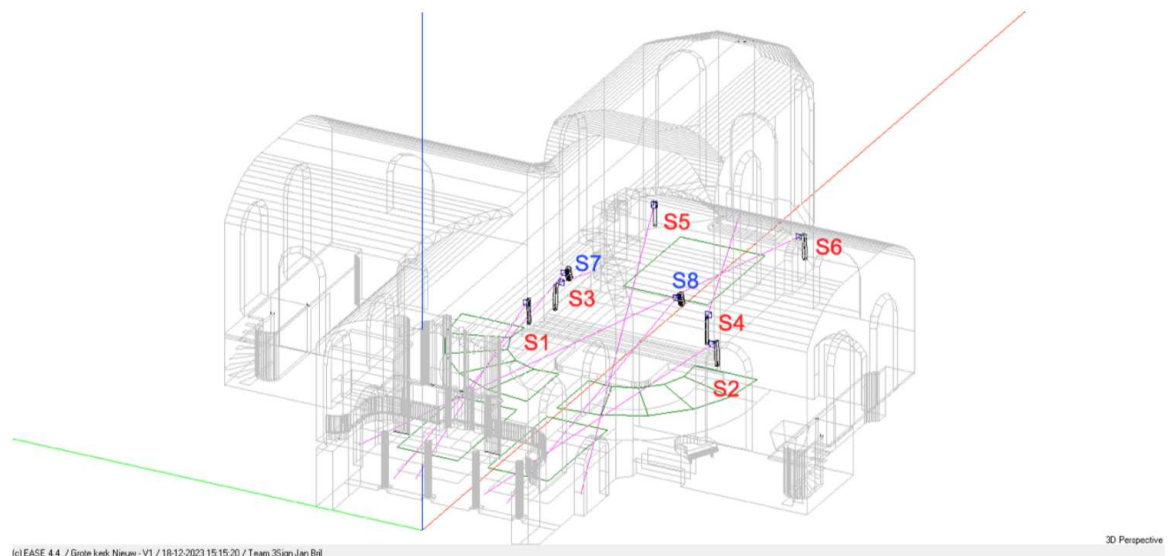 S5
S6
S7
S8
S3
S4
S1
S2
3D Perspective
(c) EASE 4.4 / Grote kerk Nieuw - V1 / 18-12-2023 15:15:20 / Team 3Sign Jan Bril